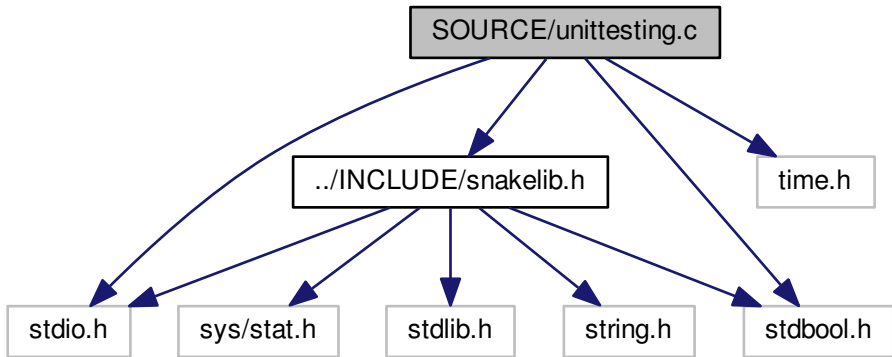 SOURCE/unittesting.c
../INCLUDE/snakelib.h
time.h
stdio.h
sys/stat.h
stdlib.h
string.h
stdbool.h